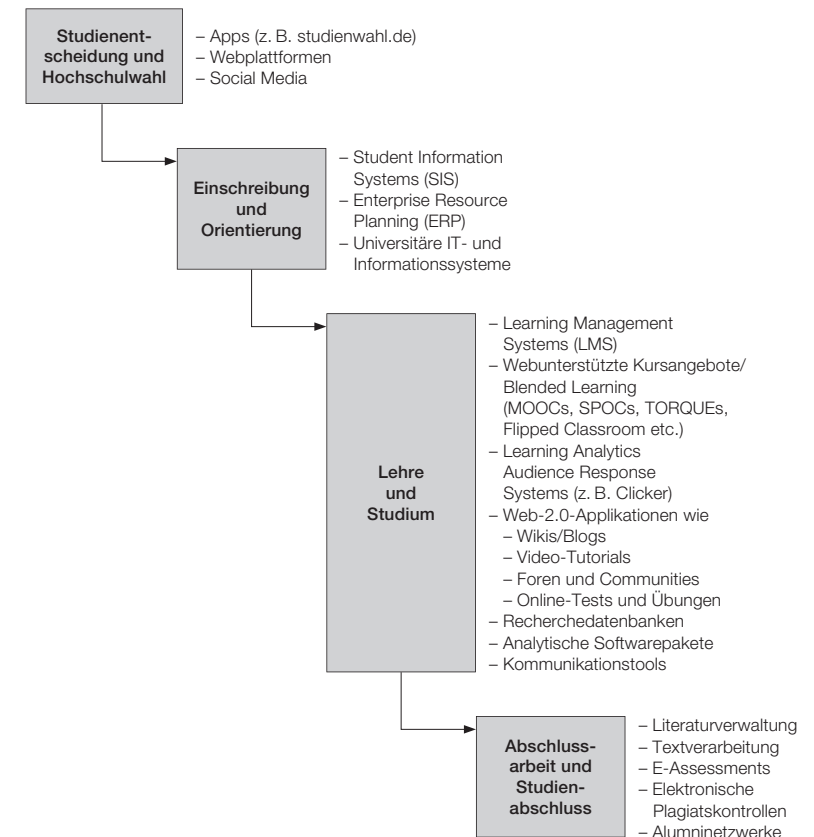 Studienent-
scheidung und
Hochschulwahl
– Apps (z. B. studienwahl.de)
– Webplattformen
– Social Media
Einschreibung
und
Orientierung
– Student Information
Systems (SIS)
– Enterprise Resource
Planning (ERP)
– Universitäre IT- und
Informationssysteme
Lehre
und
Studium
– Learning Management
Systems (LMS)
– Webunterstützte Kursangebote/
Blended Learning
(MOOCs, SPOCs, TORQUEs,
Flipped Classroom etc.)
– Learning Analytics
Audience Response
Systems (z. B. Clicker)
– Web-2.0-Applikationen wie
– Wikis/Blogs
– Video-Tutorials
– Foren und Communities
– Online-Tests und Übungen
– Recherchedatenbanken
– Analytische Softwarepakete
– Kommunikationstools
Abschluss-
arbeit und
Studien-
abschluss
– Literaturverwaltung
– Textverarbeitung
– E-Assessments
– Elektronische
Plagiatskontrollen
– Alumninetzwerke